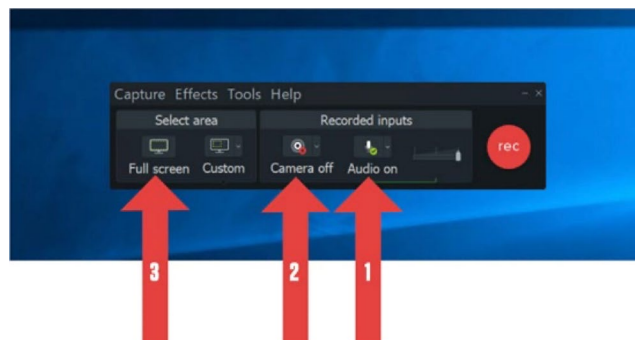 Capture Effects Tools Help
Select area
Recorded inputs
Full screen Custom
Camera off Audio on
rec
3
2
1